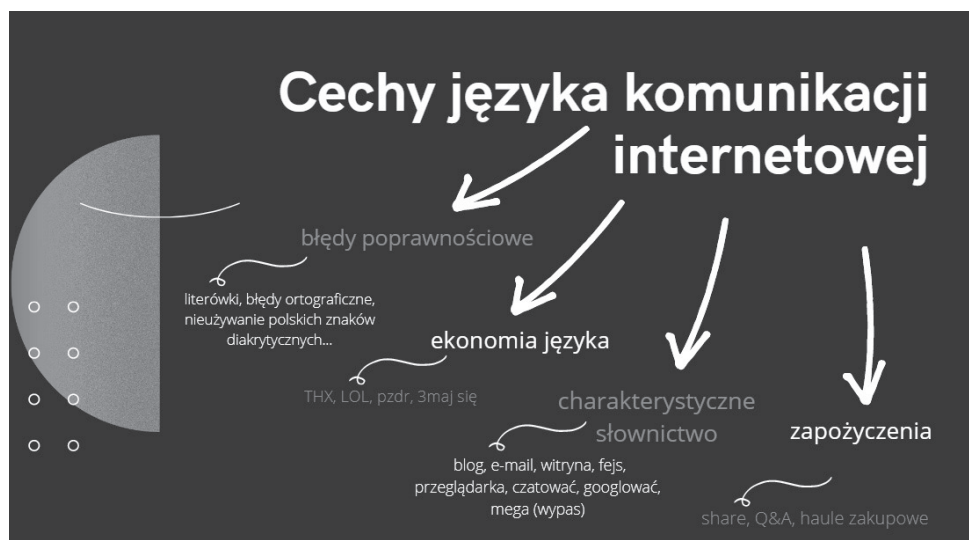 Cechy języka komunikacji
internetowej
błędy poprawnościowe
literówki, błędy ortograficzne,
nieużywanie polskich znaków
diakrytycznych...
ekonomia języka
THX, LOL, pzdr, 3maj się
charakterystyczne
słownictwo
blog, e-mail, witryna, fejs,
przeglądarka, czatować, googlować,
mega (wypas)
zapożyczenia
share, Q&A, haule zakupowe